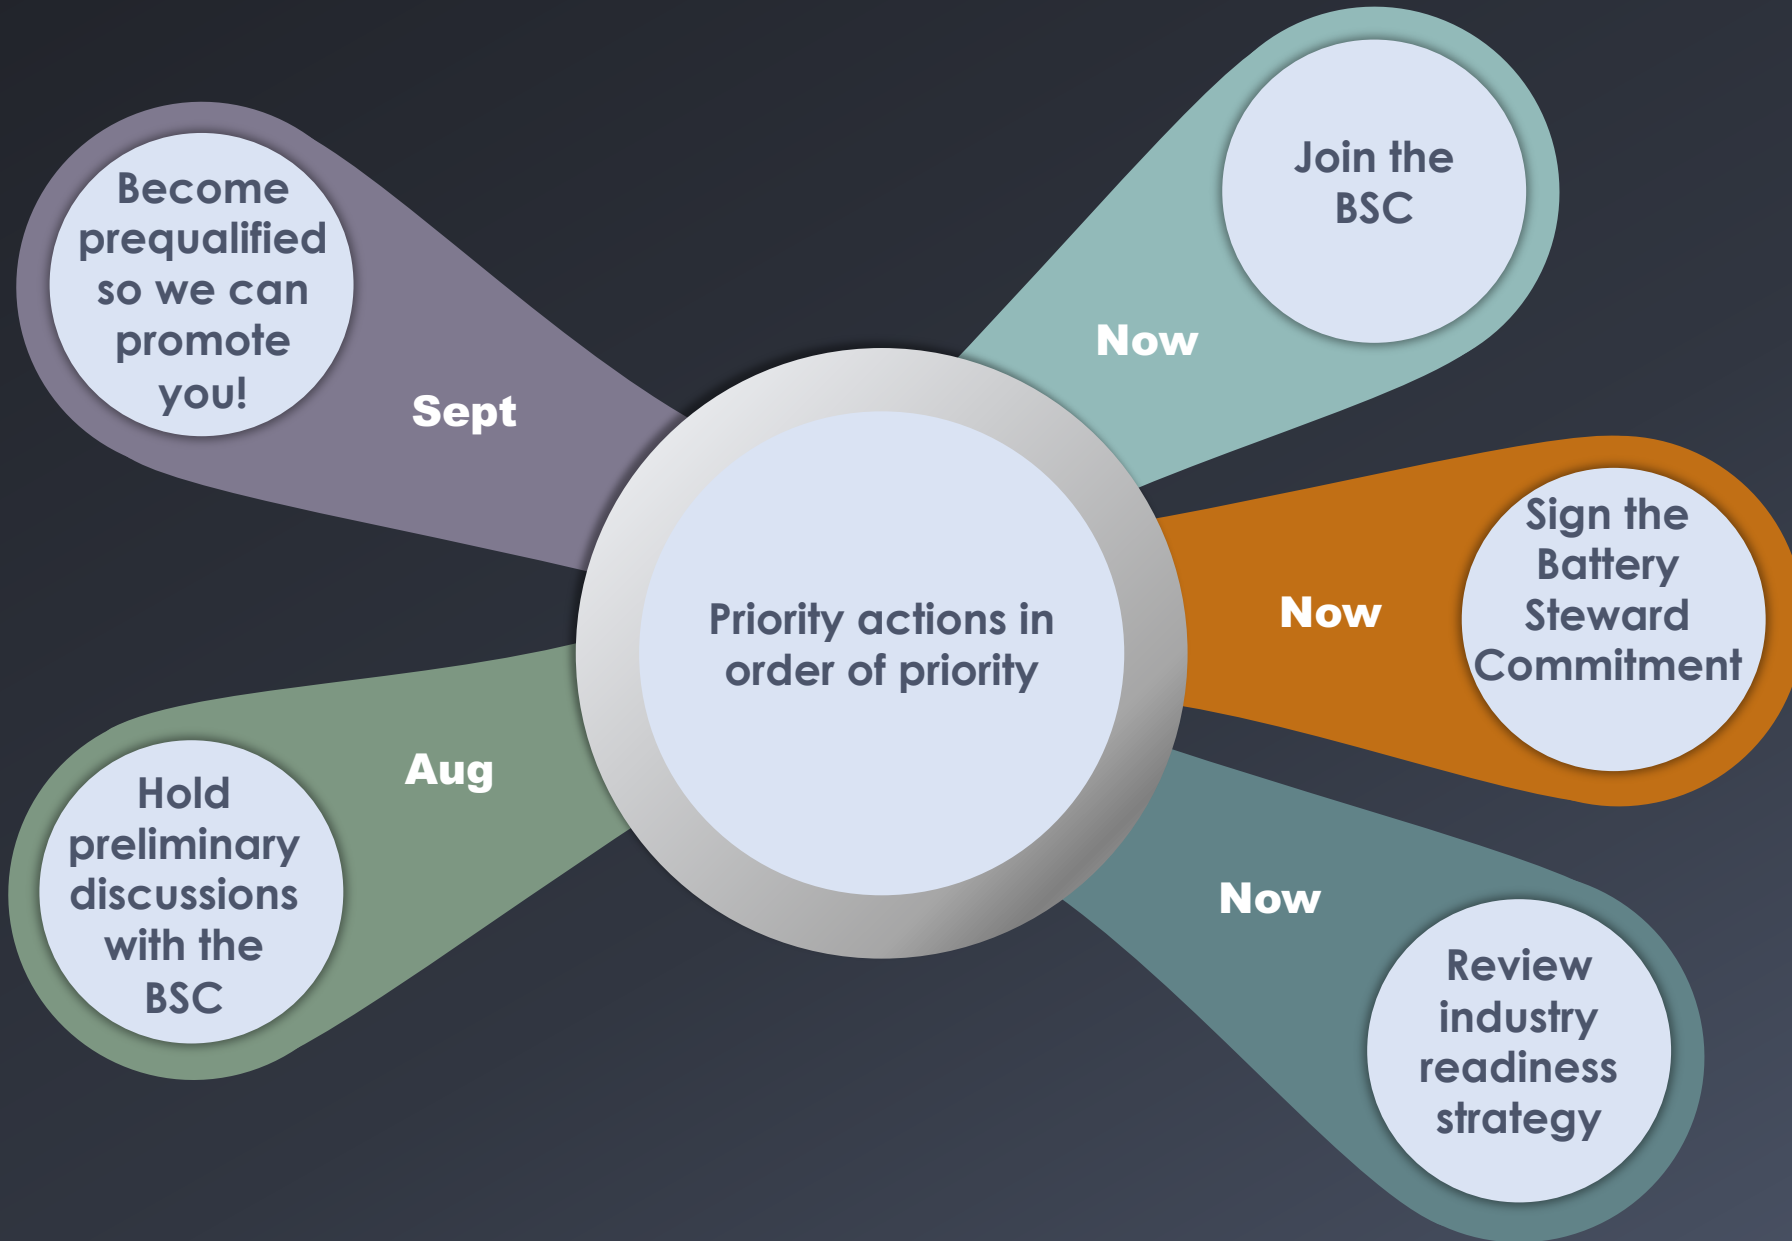 Priority actions in
order of priority
Now
Join the
BSC
Now
Sign the
Battery
Steward
Commitment
Now
Review
industry
readiness
strategy
Aug
Hold
preliminary
discussions
with the
BSC
Sept
Become
prequalified
so we can
promote
you!